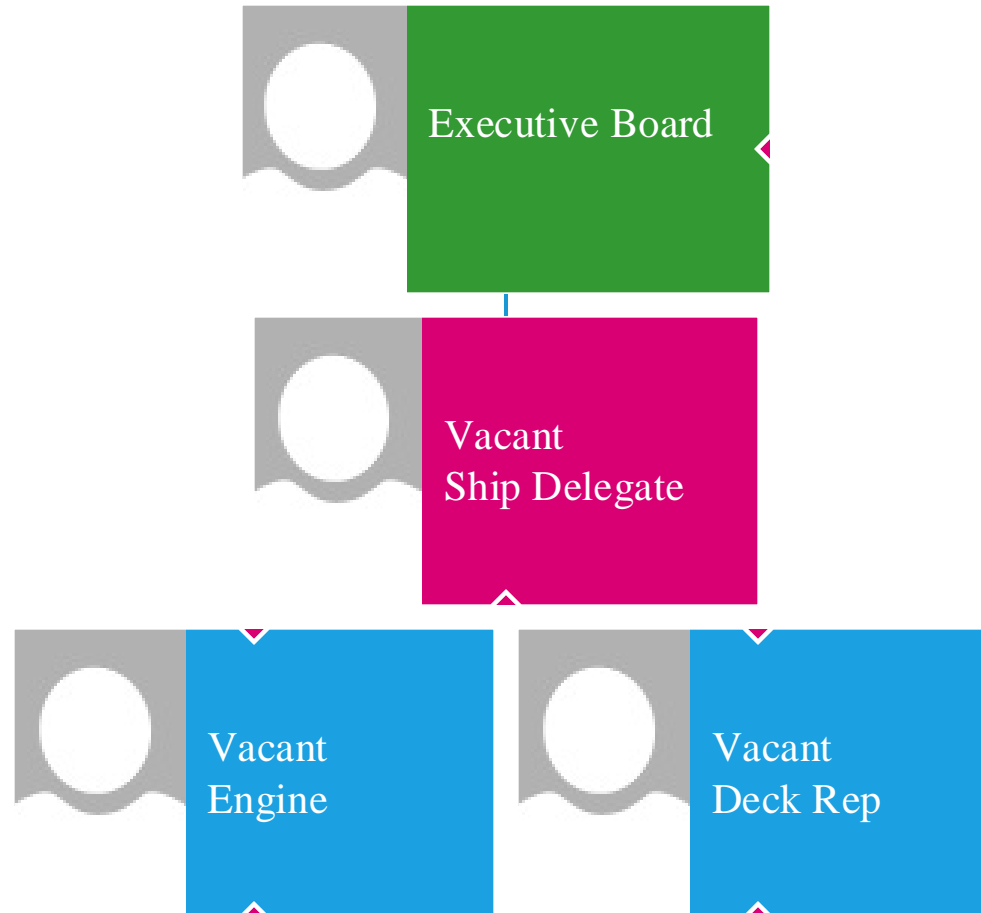 Executive Board
Vacant
Ship Delegate
Vacant
Engine
Vacant
Deck Rep